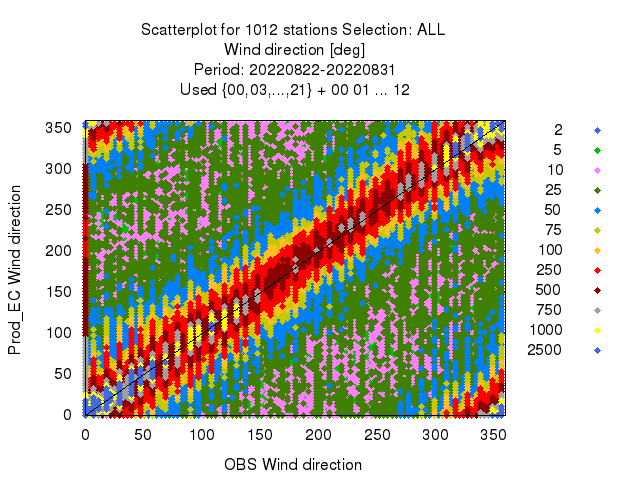 Scatterplot for 1012 stations Selection: ALL
Wind direction [deg]
Period: 20220822-20220831
Used {00,03,...,21} + 00 01 ... 12
Prod_EC Wind direction
350
300
250
200
150
100
50
0
0 50 100 150 200 250 300 350
OBS Wind direction
2
5
10
25
50
75
100
250
500
750
1000
2500